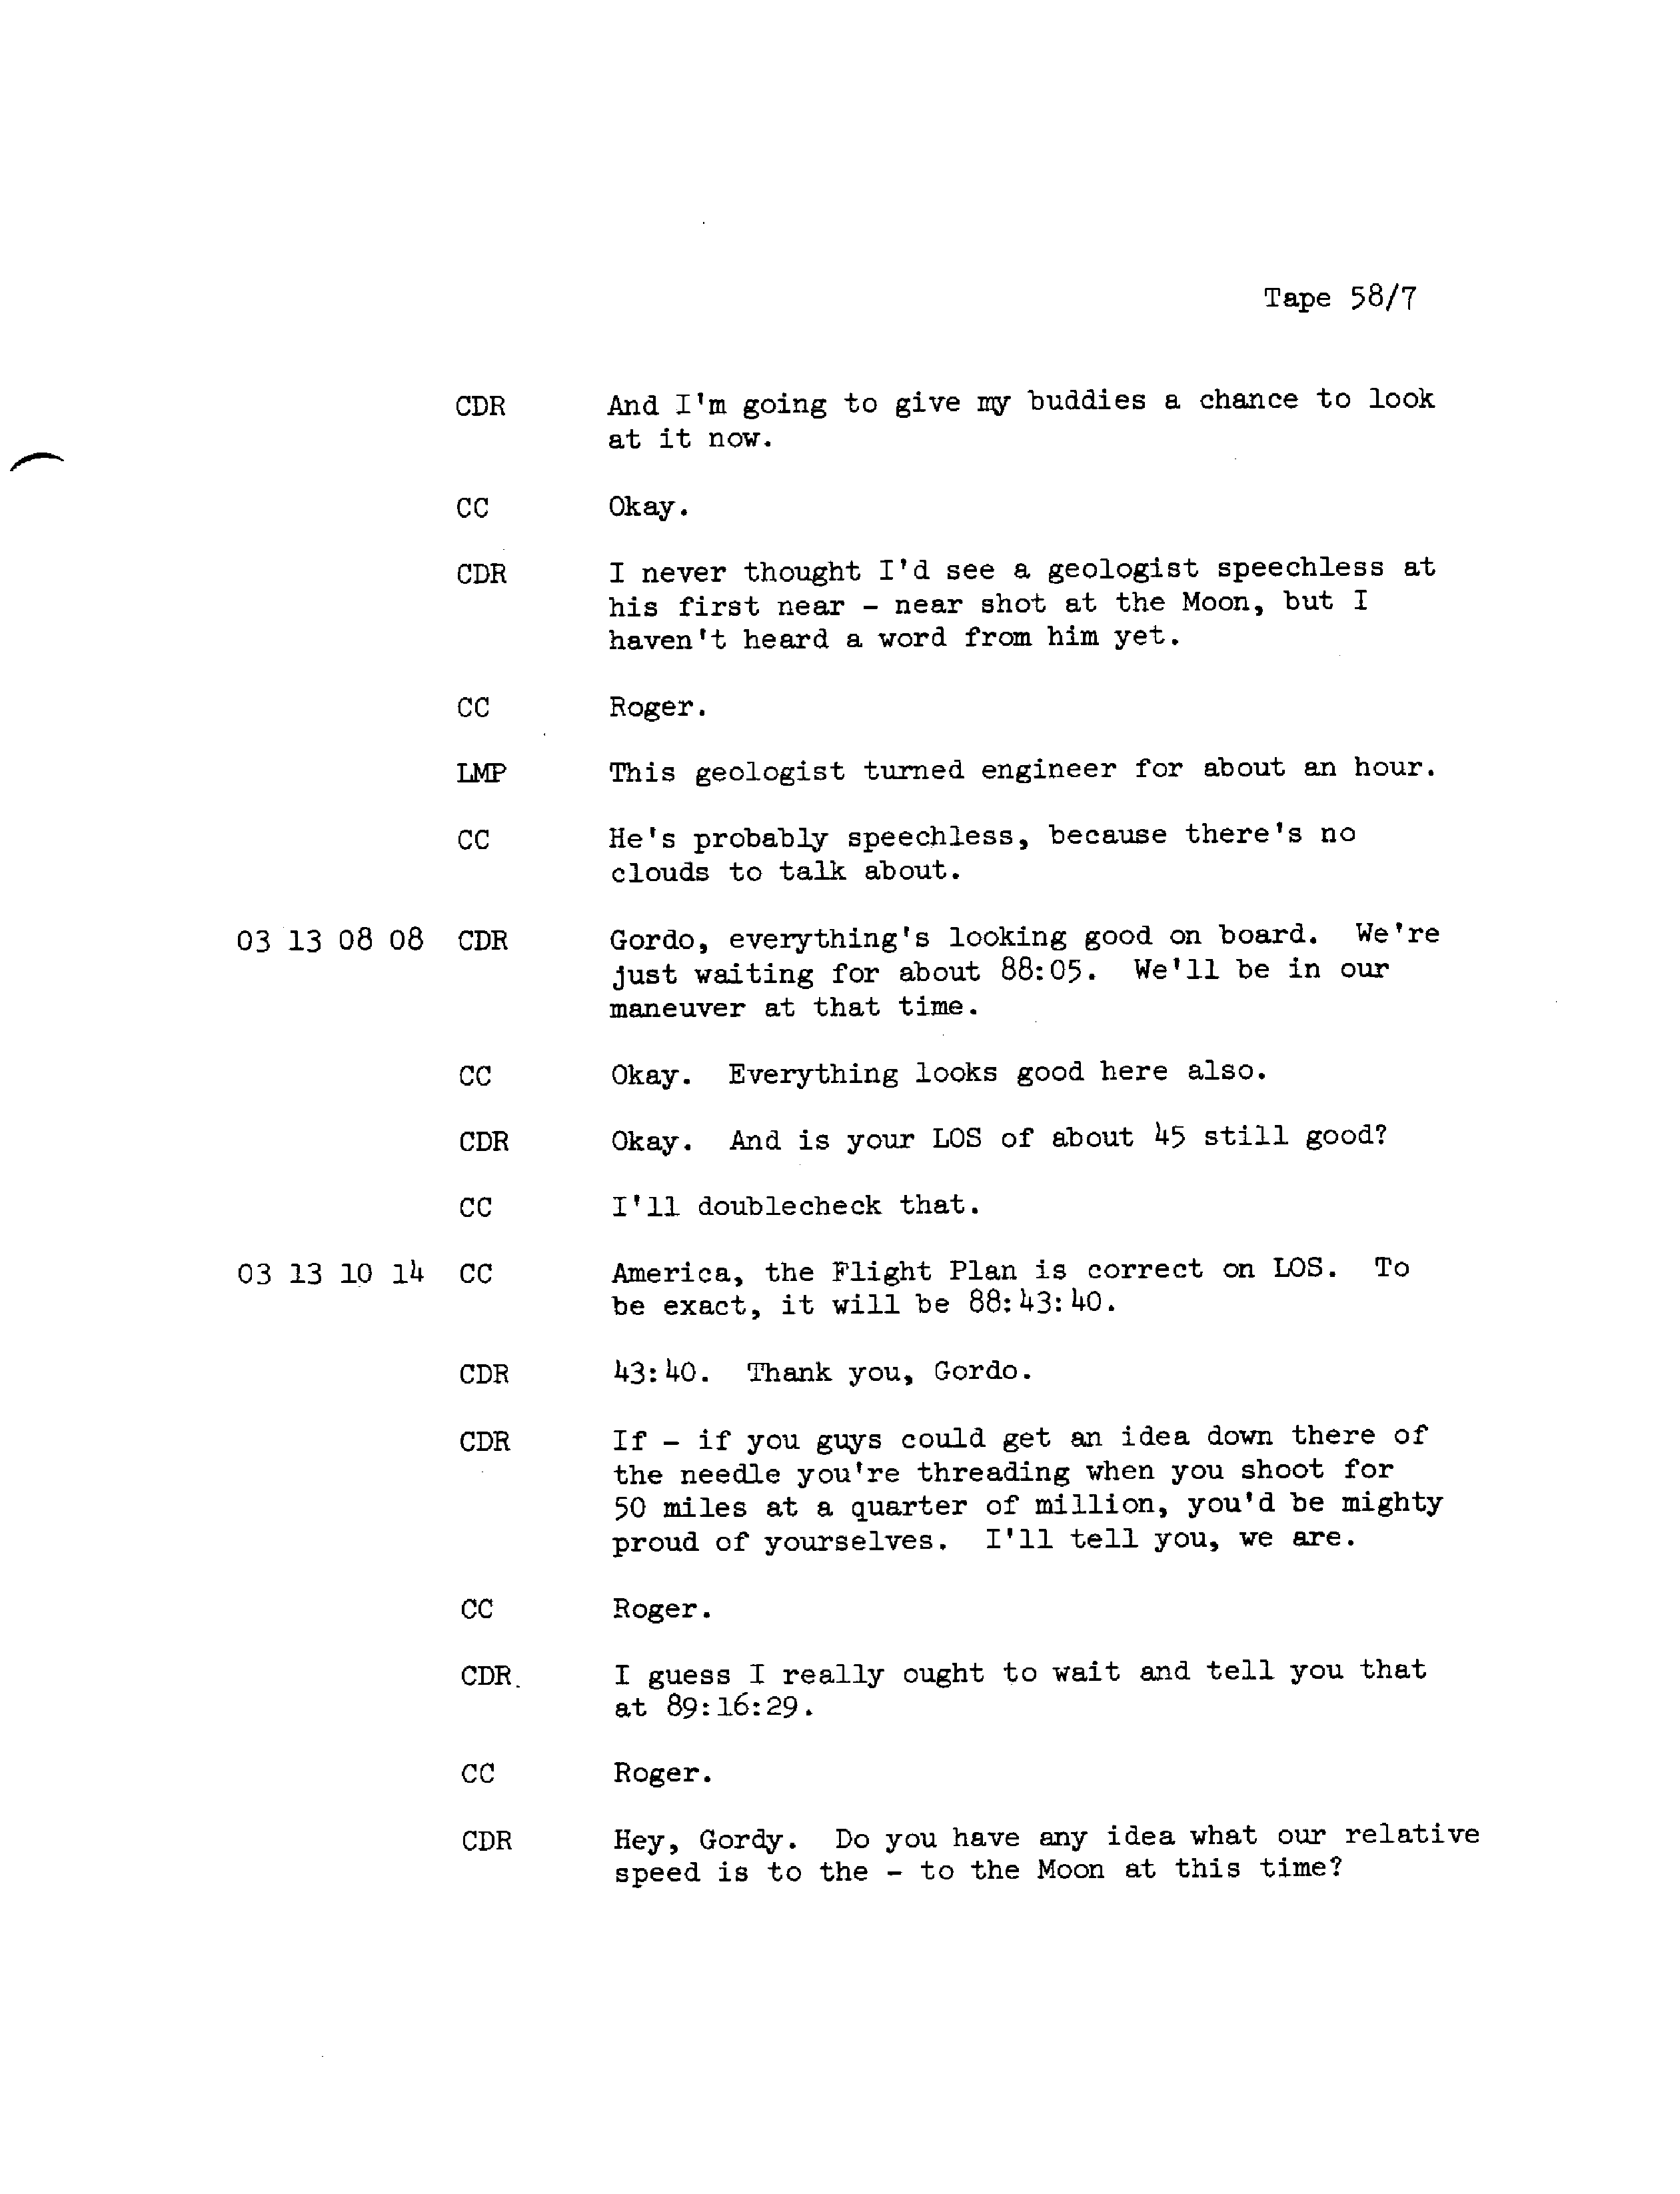 Tape 58/7
CDR And I'm going to give my buddies a chance to look
at it now.
CC Okay.
CDR I never thought I'd see a geologist speechless at
his first near - near shot at the Moon, but I
haven't heard a word from him yet.
CC Roger.
LMP This geologist turned engineer for about an hour.
CC He's probably speechless, because there's no
clouds to talk about.
03 13 08 08 CDR Gordo, everything's looking good on board. We're
just waiting for about 88:05. We'll be in our
maneuver at that time.
CC Okay. Everything looks good here also.
CDR Okay. And is your LOS of about 45 still good?
CC I'll doublecheck that.
03 13 10 14 CC America, the Flight Plan is correct on LOS. To
be exact, it will be 88:43:40.
CDR 43:40. Thank you, Gordo.
CDR If - if you guys could get an idea down there of
the needle you're threading when you shoot for
50 miles at a quarter of million, you'd be mighty
proud of yourselves. I'll tell you, we are.
CC Roger.
CDR. I guess I really ought to wait and tell you that
at 89:16:29.
CC Roger.
CDR Hey, Gordy. Do you have any idea what our relative
speed is to the - to the Moon at this time?